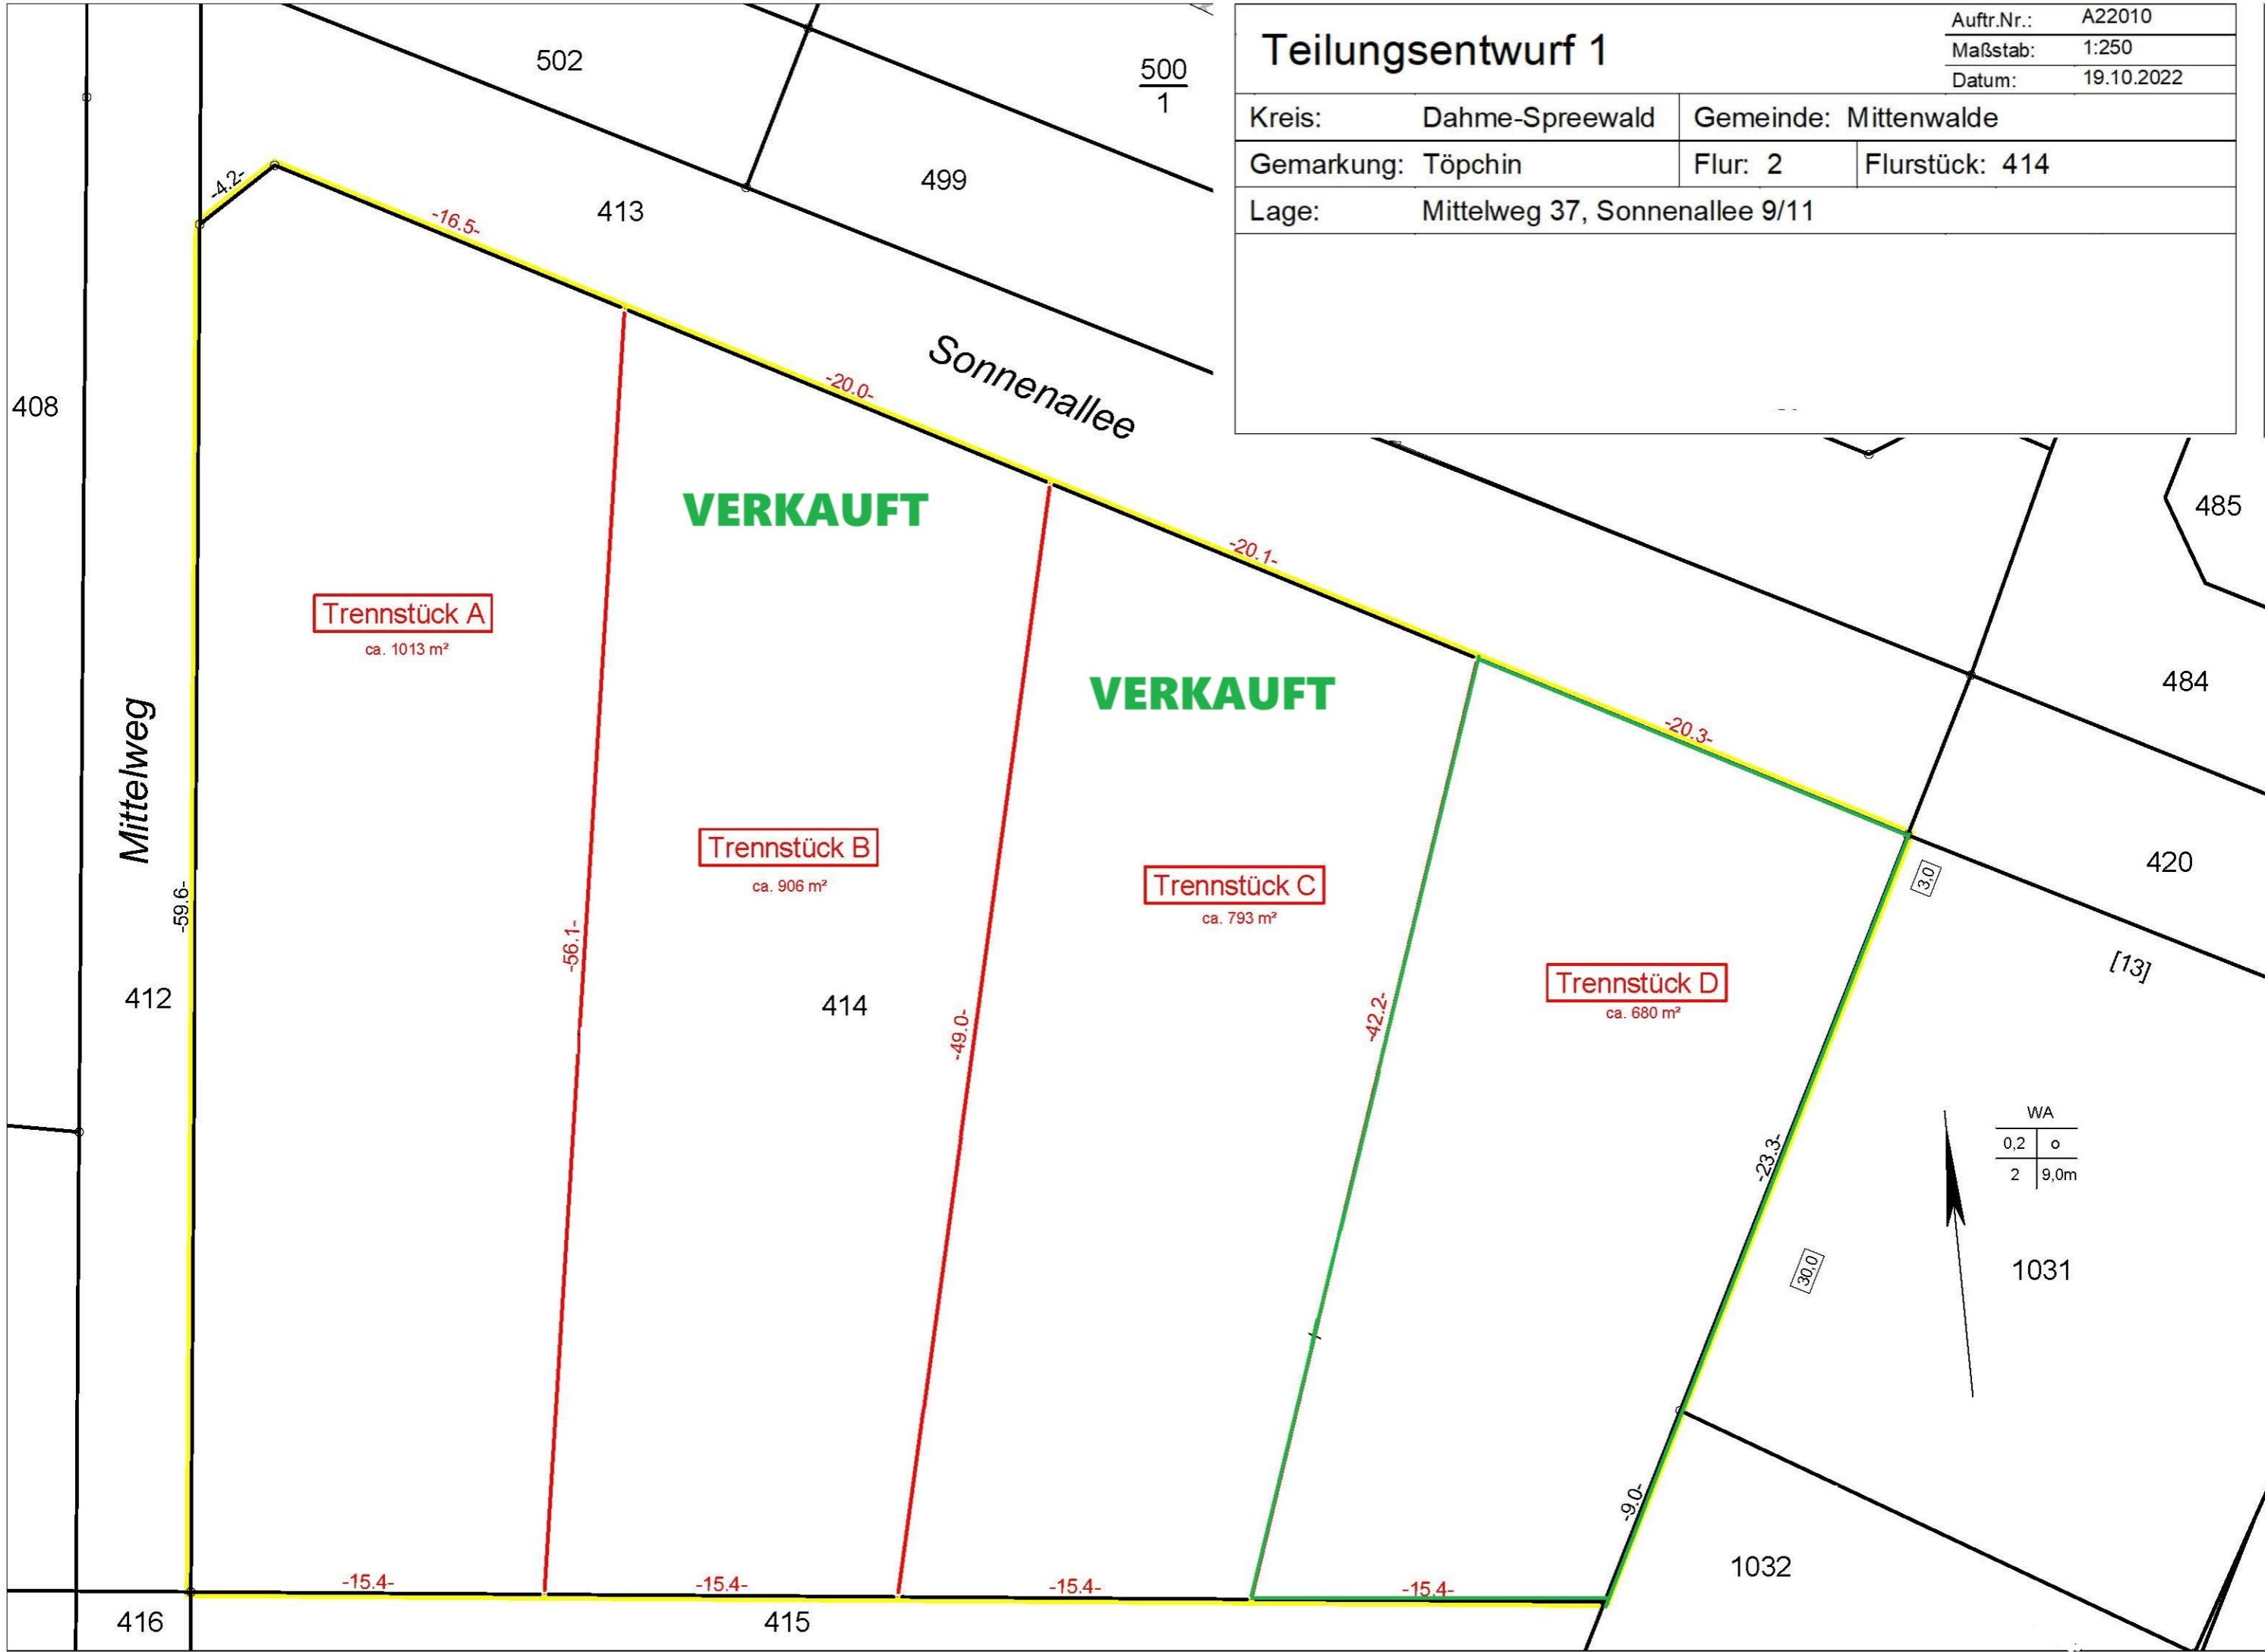 Teilungsentwurf 1
Auftr.Nr.: A22010
Maßstab: 1:250
Datum: 19.10.2022
Kreis: Dahme-Spreewald Gemeinde: Mittenwalde
Gemarkung: Töpchin Flur: 2 Flurstück: 414
Lage: Mittelweg 37, Sonnenallee 9/11
502
500
1
499
413
-4.2-
-16.5-
408
Sonnenallee
-20.0-
VERKAUFT
485
-20.1-
Trennstück A
ca. 1013 m²
VERKAUFT
484
-20.3-
Mittelweg
Trennstück B
ca. 906 m²
Trennstück C
ca. 793 m²
420
3,0
-59.6-
-56.1-
[13]
Trennstück D
ca. 680 m²
412
414
-49.0-
-42.2-
WA
0,2 o
2 9,0m
-23.3-
30,0
1031
-9.0-
1032
-15.4-
-15.4-
-15.4-
-15.4-
416
415